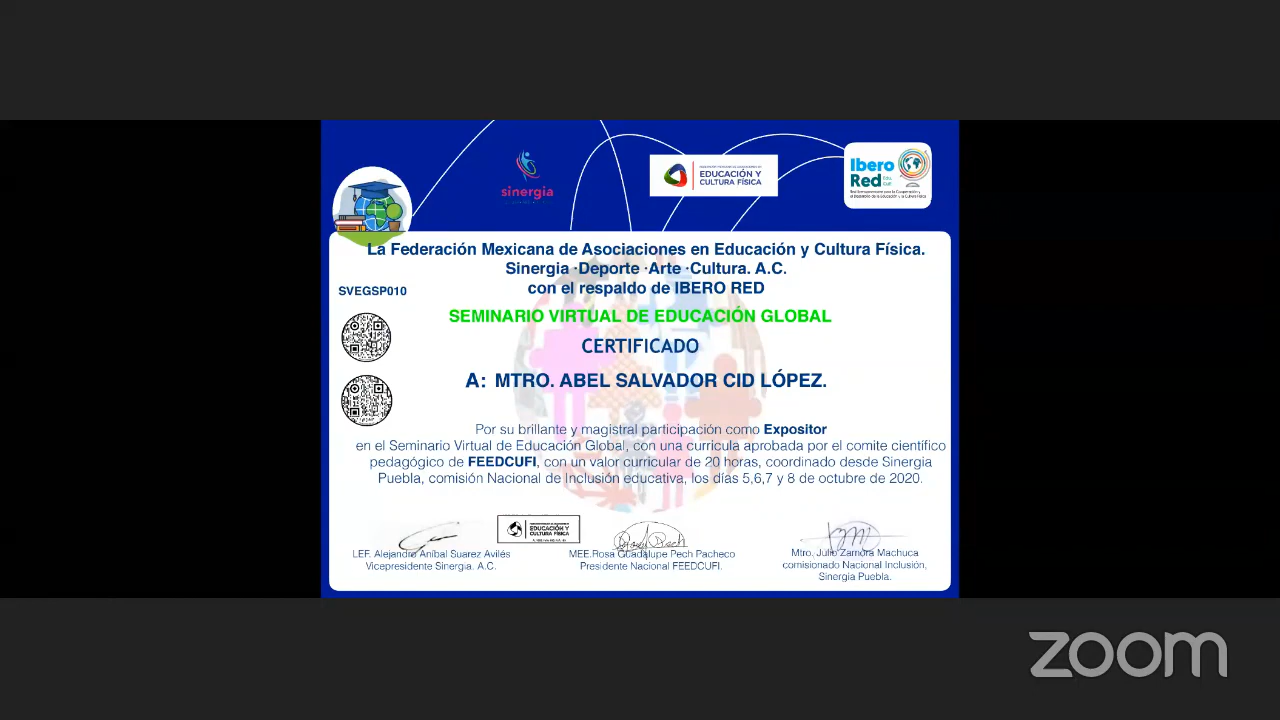 sinergia
EDUCACIÓN Y
CULTURA FÍSICA
Ibero
Red
La Federación Mexicana de Asociaciones en Educación y Cultura Física.
Sinergia ·Deporte ·Arte ·Cultura. A.C.
con el respaldo de IBERO RED
SVEGSP010
SEMINARIO VIRTUAL DE EDUCACIÓN GLOBAL
CERTIFICADO
A: MTRO. ABEL SALVADOR CID LÓPEZ.
Por su brillante y magistral participación como Expositor
en el Seminario Virtual de Educación Global, con una currícula aprobada por el comite científico
pedagógico de FEEDCUFI, con un valor curricular de 20 horas, coordinado desde Sinergia
Puebla, comisión Nacional de Inclusión educativa, los días 5,6,7 y 8 de octubre de 2020.
EDUCACIÓN Y
CULTURA FÍSICA
LEF. Alejandro Aníbal Suarez Avilés
Vicepresidente Sinergia. A.C.
MEE.Rosa Guadalupe Pech Pacheco
Presidente Nacional FEEDCUFI.
Mtro. Julio Zamora Machuca
comisionado Nacional Inclusión,
Sinergia Puebla.
zoom